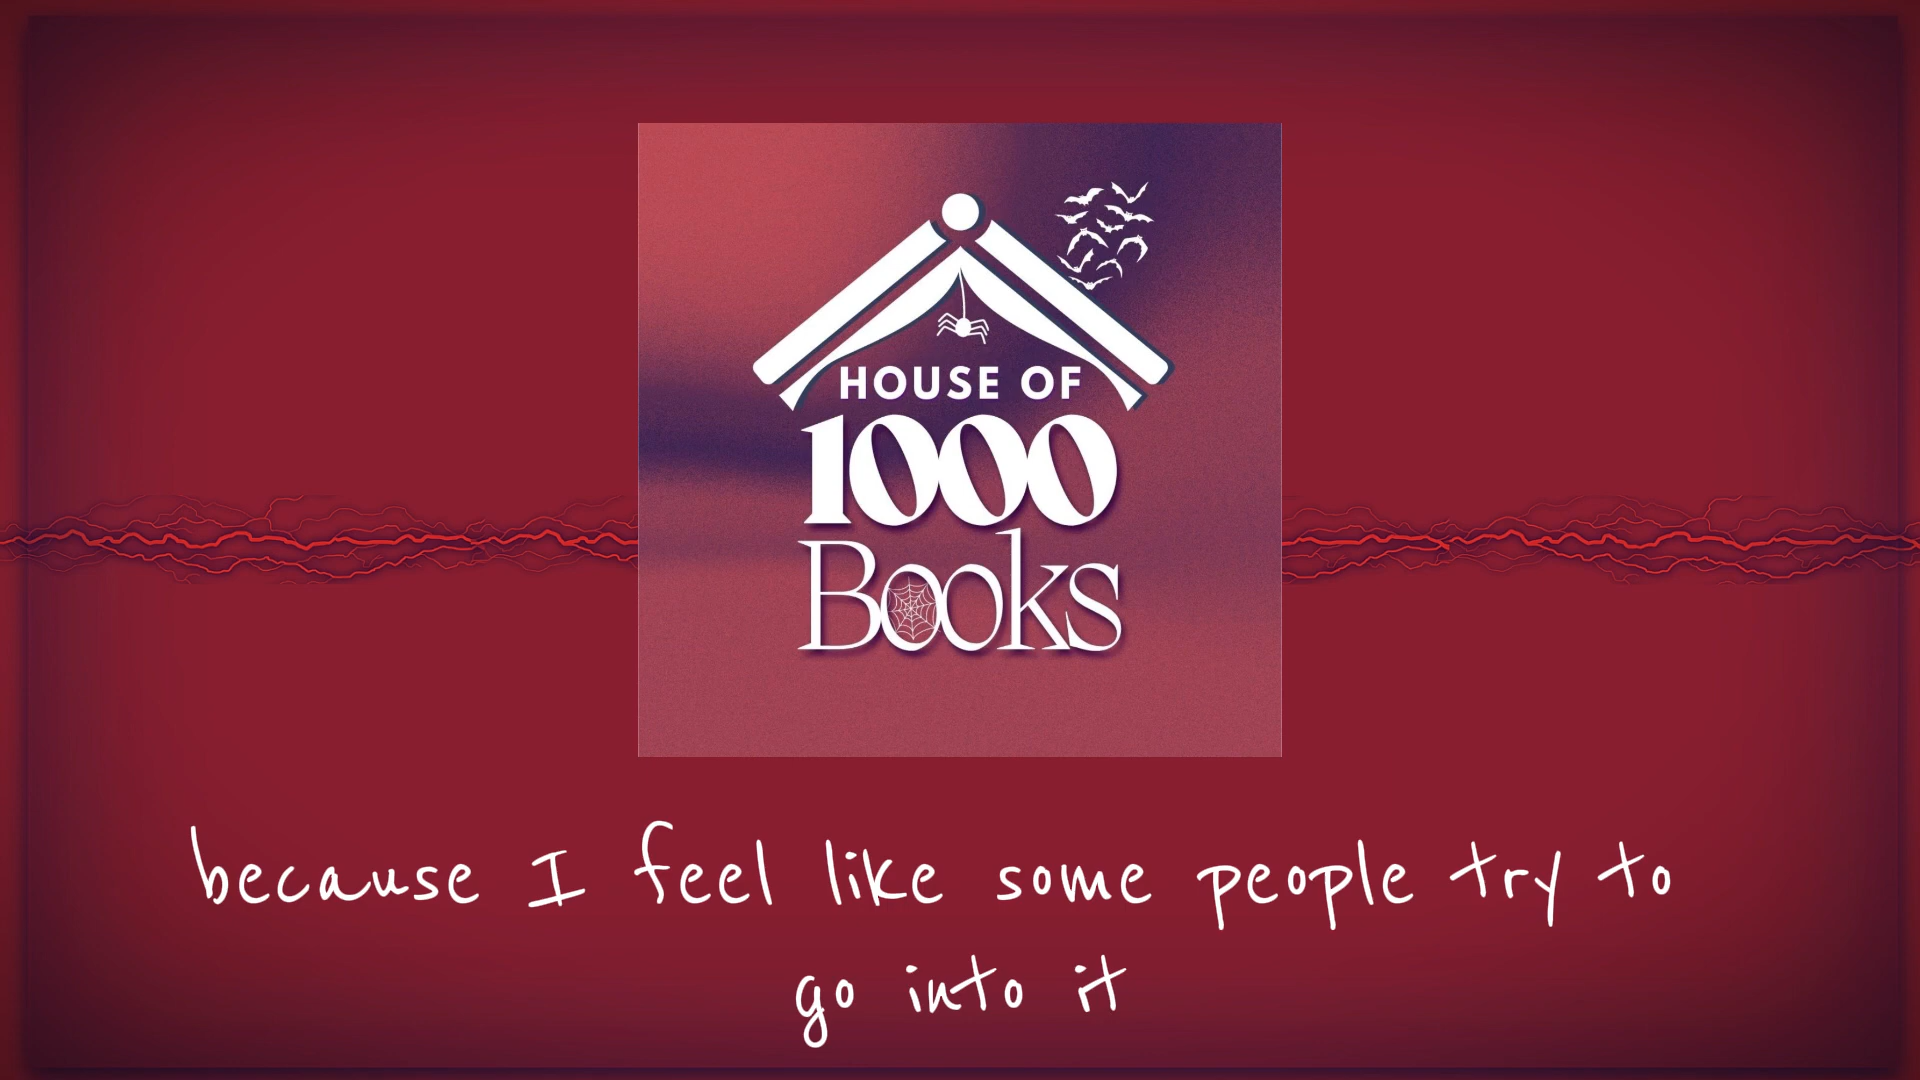 HOUSE OF
1000
Books
because I feel like some people try to
go into it